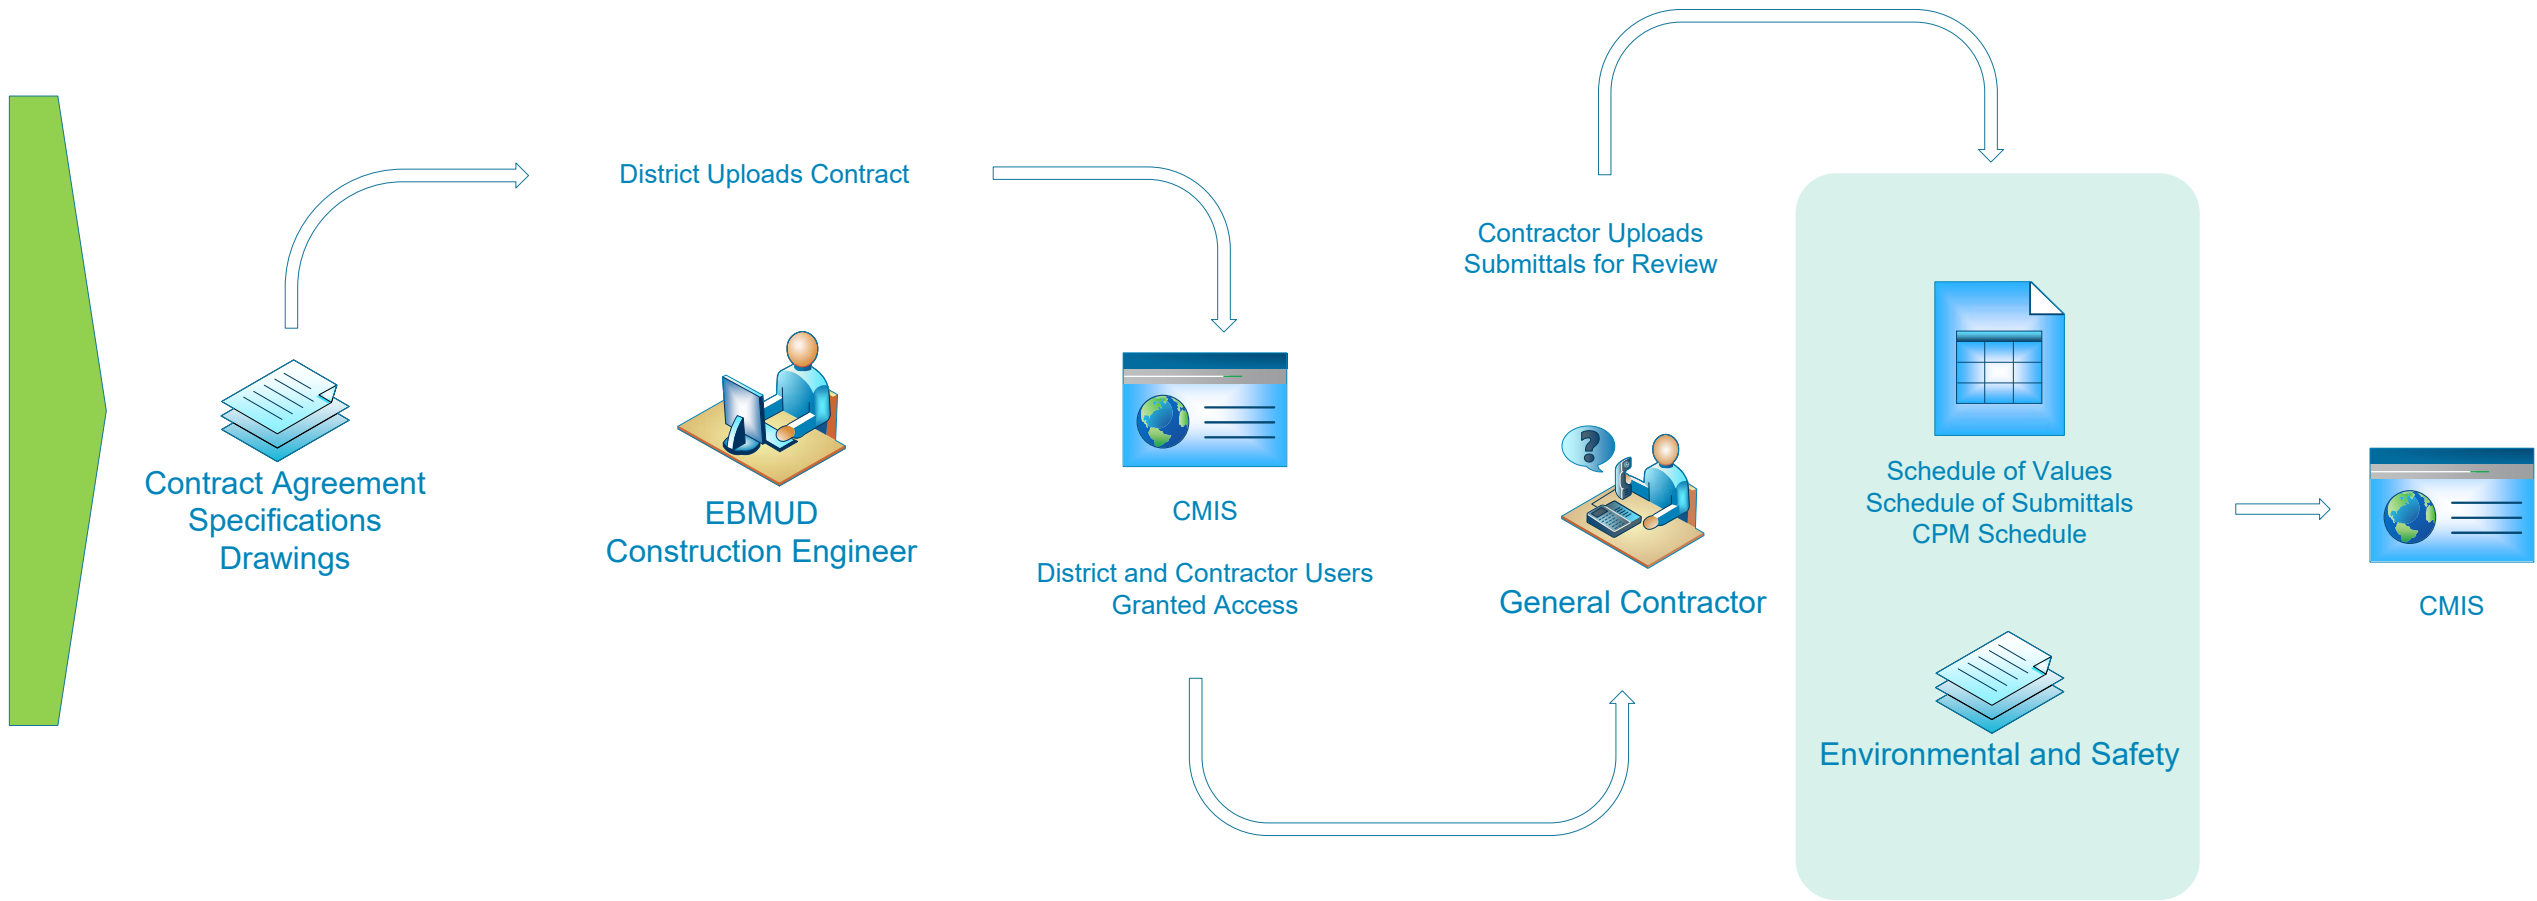 District Uploads Contract
Contract Agreement
Specifications
Drawings
EBMUD
Construction Engineer
CMIS
District and Contractor Users
Granted Access
Contractor Uploads
Submittals for Review
?
General Contractor
Schedule of Values
Schedule of Submittals
CPM Schedule
Environmental and Safety
CMIS